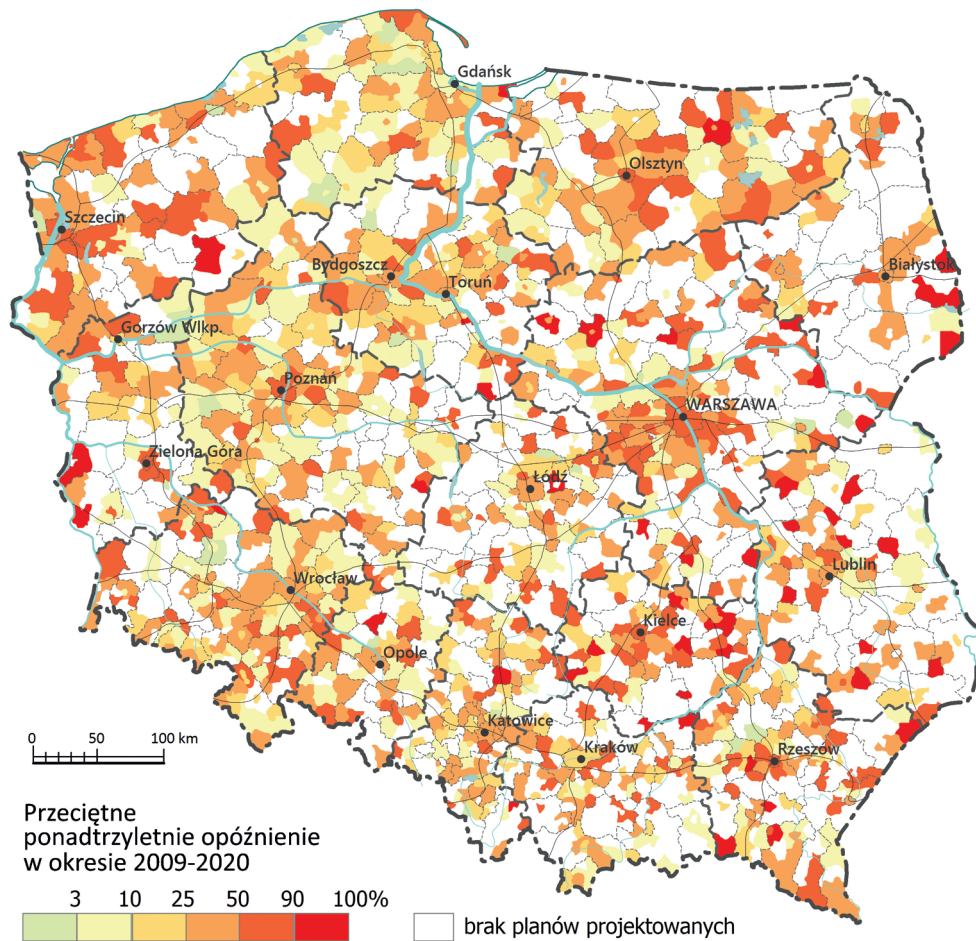 Gdańsk
Olsztyn
Szczecin
Bydgoszcz
Białystok
Toruń
Gorzów Wlkp.
Poznań
WARSZAWA
Zielona Góra
Łódź
Lublin
Wrocław
Kielce
Opole
Katowice
Kraków
Rzeszów
0 50 100 km
Przeciętne
ponadtrzyletnie opóźnienie
w okresie 2009-2020
3 10 25 50 90 100%
brak planów projektowanych